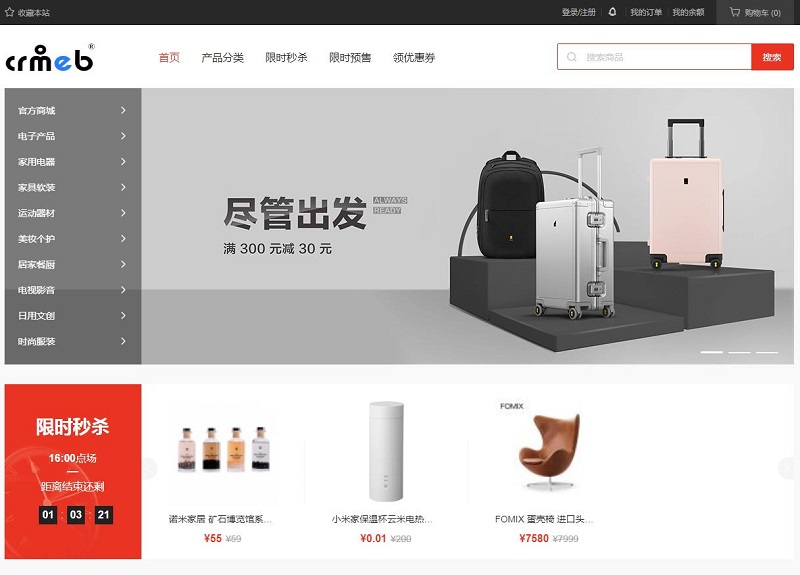 收藏本站
登录/注册
我的订单
我的余额
购物车 (0)
crmeb®
首页
产品分类
限时秒杀
限时预售
领优惠券
搜索商品
搜索
官方商城
电子产品
家用电器
家具软装
运动器材
美妆个护
居家餐厨
电视影音
日用文创
时尚服装
尽管出发
ALWAYS
READY
满 300 元减 30 元
限时秒杀
16:00点场
距离结束还剩
01 : 03 : 21
诺米家居 矿石博览馆系...
¥55 ¥59
小米家保温杯云米电热...
¥0.01 ¥200
FOMIX
FOMIX 蛋壳椅 进口头...
¥7580 ¥7999